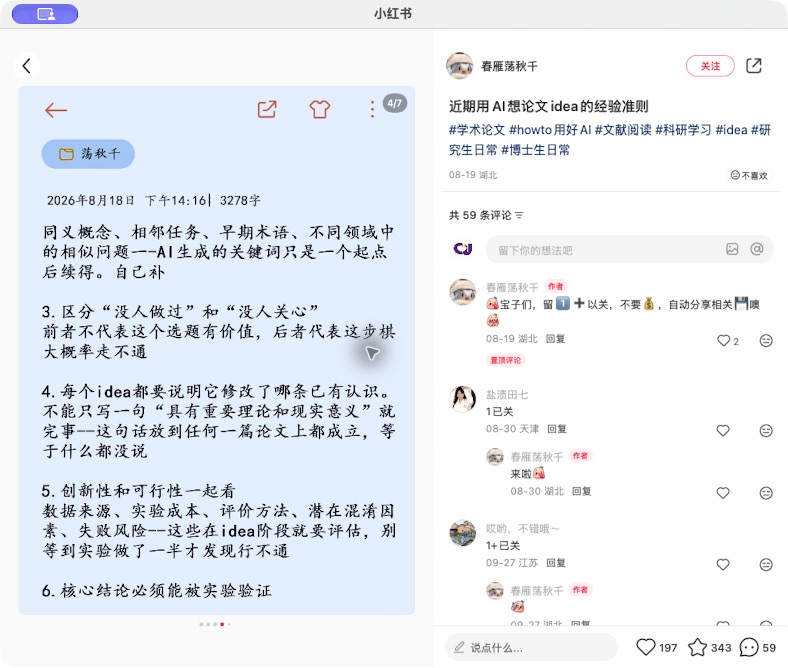 小红书
4/7
荡秋千
2026年8月18日 下午14:16| 3278字
同义概念、相邻任务、早期术语、不同领域中
的相似问题---AI生成的关键词只是一个起点
后续得。自己补
3.区分“没人做过”和“没人关心”
前者不代表这个选题有价值，后者代表这步棋
大概率走不通
4.每个idea都要说明它修改了哪条已有认识。
不能只写一句“具有重要理论和现实意义”就
完事--这句话放到任何一篇论文上都成立，等
于什么都没说
5.创新性和可行性一起看
数据来源、实验成本、评价方法、潜在混淆因
素、失败风险--这些在idea阶段就要评估，别
等到实验做了一半才发现行不通
6.核心结论必须能被实验验证
春雁荡秋千
关注
近期用AI想论文idea的经验准则
#学术论文 #howto用好AI #文献阅读 #科研学习 #idea #研
究生日常 #博士生日常
08-19 湖北
不喜欢
共 59 条评论
CJ
留下你的想法吧
春雁荡秋千 作者
宝子们，留1➕以关，不要💰，自动分享相关💾噢
08-19 湖北 回复
2
置顶评论
盐渍田七
1已关
08-30 天津 回复
春雁荡秋千 作者
来啦
08-30 湖北 回复
哎哟，不错哦～
1+已关
09-27 江苏 回复
春雁荡秋千 作者
09-27 湖北 回复
说点什么...
197
343
59